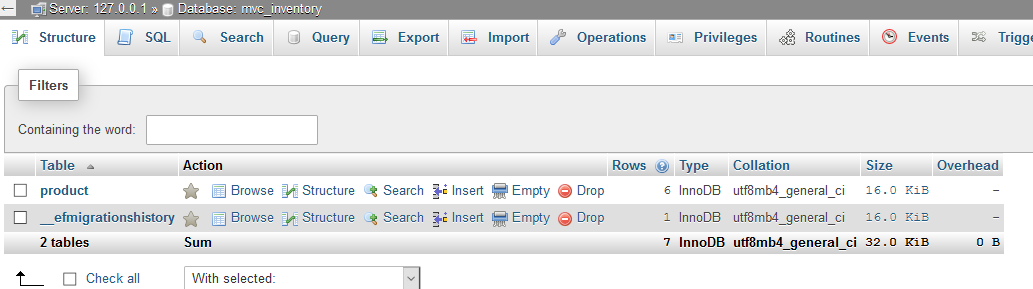 Server: 127.0.0.1 » Database: mvc_inventory
Structure SQL Search Query Export Import Operations Privileges Routines Events Trigge
Filters
Containing the word:
Table Action Rows Type Collation Size Overhead
product Browse Structure Search Insert Empty Drop 6 InnoDB utf8mb4_general_ci 16.0 KiB -
__efmigrationshistory Browse Structure Search Insert Empty Drop 1 InnoDB utf8mb4_general_ci 16.0 KiB -
2 tables Sum 7 InnoDB utf8mb4_general_ci 32.0 KiB 0 B
Check all With selected: